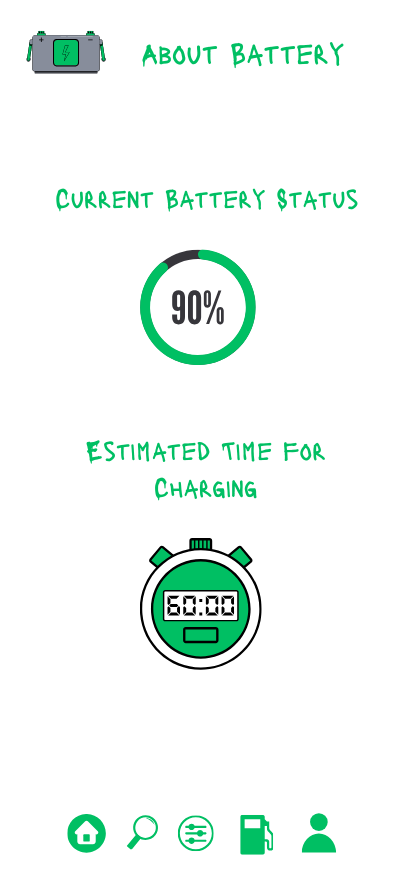 About Battery
Current Battery Status
90%
Estimated time for
Charging
60:00